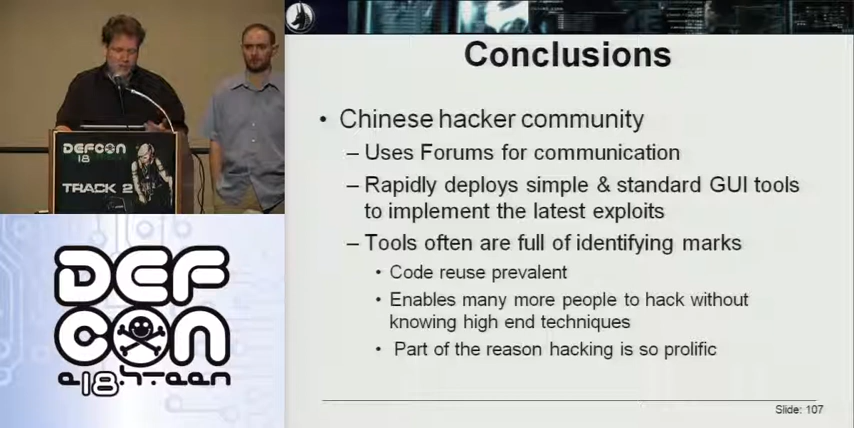 Conclusions
• Chinese hacker community
– Uses Forums for communication
– Rapidly deploys simple & standard GUI tools
to implement the latest exploits
– Tools often are full of identifying marks
• Code reuse prevalent
• Enables many more people to hack without
knowing high end techniques
• Part of the reason hacking is so prolific
Slide: 107
DEFCON
18
TRACK 2
DEF
CON
e18h-teen